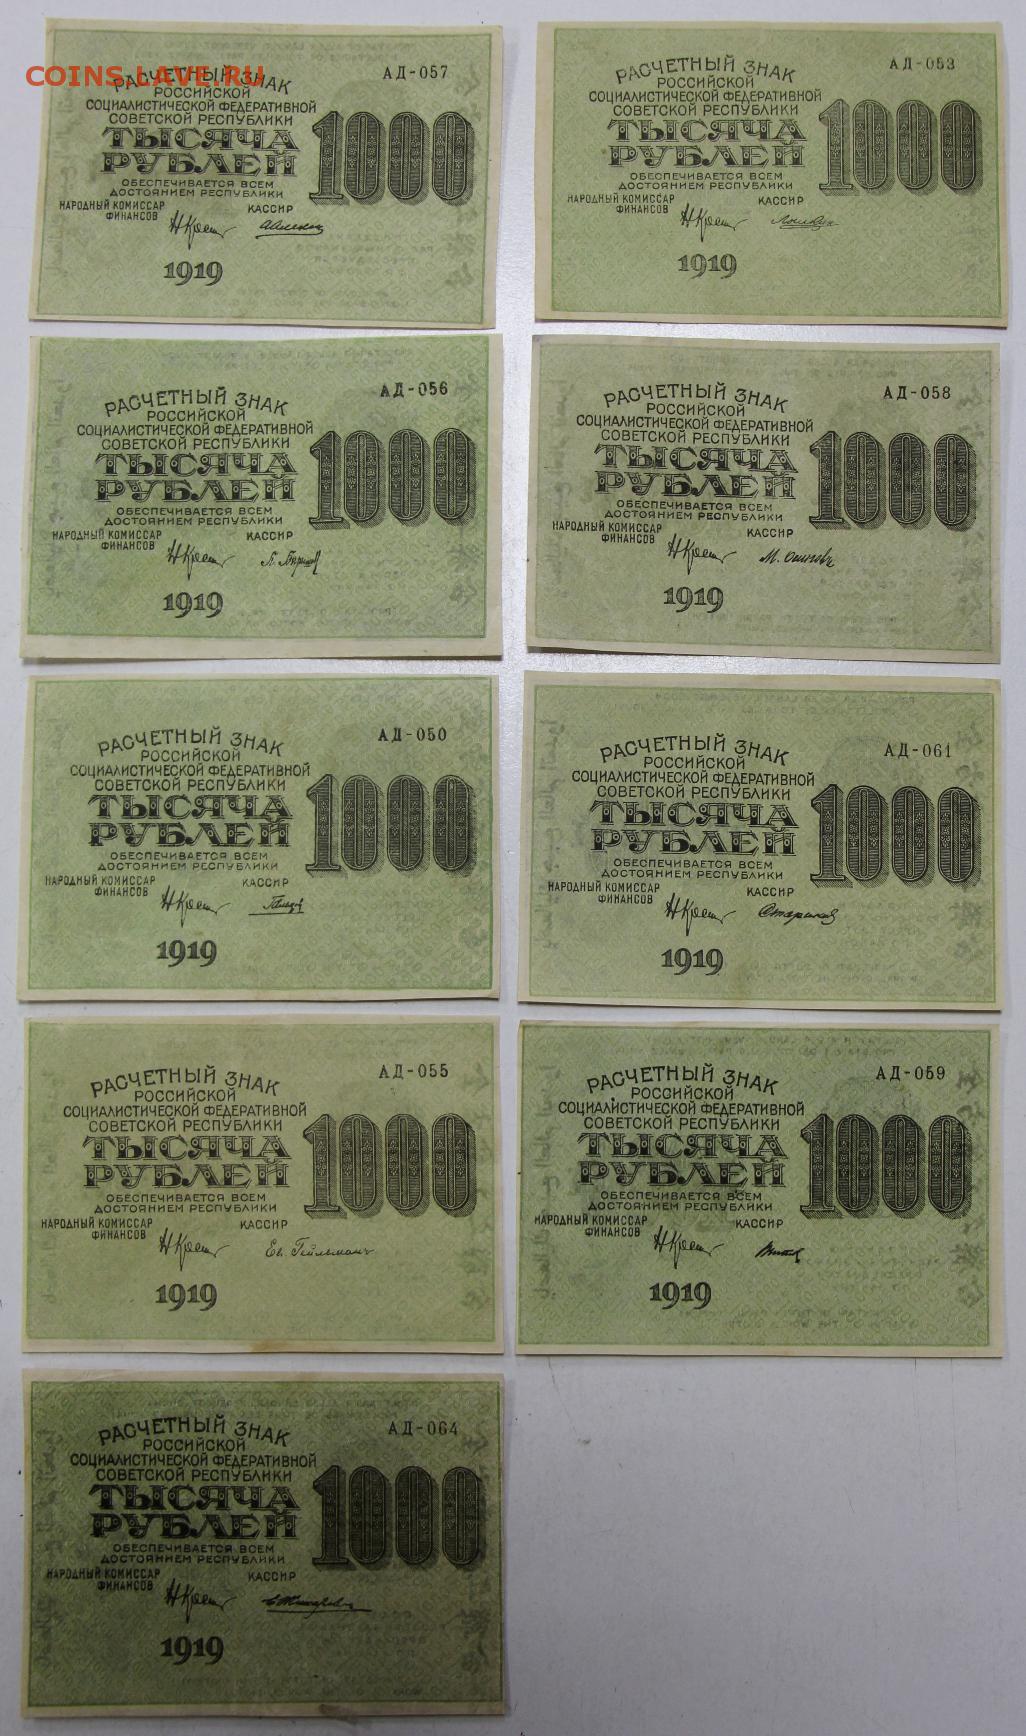 COINS.LAVE.RU
АД-057
РАСЧЕТНЫЙ ЗНАК
РОССИЙСКОЙ
СОЦИАЛИСТИЧЕСКОЙ ФЕДЕРАТИВНОЙ
СОВЕТСКОЙ РЕСПУБЛИКИ
ТЫСЯЧА 1000
РУБЛЕЙ
ОБЕСПЕЧИВАЕТСЯ ВСЕМ
ДОСТОЯНИЕМ РЕСПУБЛИКИ
НАРОДНЫЙ КОМИССАР КАССИР
ФИНАНСОВ
1919
АД-053
РАСЧЕТНЫЙ ЗНАК
РОССИЙСКОЙ
СОЦИАЛИСТИЧЕСКОЙ ФЕДЕРАТИВНОЙ
СОВЕТСКОЙ РЕСПУБЛИКИ
ТЫСЯЧА 1000
РУБЛЕЙ
ОБЕСПЕЧИВАЕТСЯ ВСЕМ
ДОСТОЯНИЕМ РЕСПУБЛИКИ
НАРОДНЫЙ КОМИССАР КАССИР
ФИНАНСОВ
1919
АД-056
РАСЧЕТНЫЙ ЗНАК
РОССИЙСКОЙ
СОЦИАЛИСТИЧЕСКОЙ ФЕДЕРАТИВНОЙ
СОВЕТСКОЙ РЕСПУБЛИКИ
ТЫСЯЧА 1000
РУБЛЕЙ
ОБЕСПЕЧИВАЕТСЯ ВСЕМ
ДОСТОЯНИЕМ РЕСПУБЛИКИ
НАРОДНЫЙ КОМИССАР КАССИР
ФИНАНСОВ
1919
АД-058
РАСЧЕТНЫЙ ЗНАК
РОССИЙСКОЙ
СОЦИАЛИСТИЧЕСКОЙ ФЕДЕРАТИВНОЙ
СОВЕТСКОЙ РЕСПУБЛИКИ
ТЫСЯЧА 1000
РУБЛЕЙ
ОБЕСПЕЧИВАЕТСЯ ВСЕМ
ДОСТОЯНИЕМ РЕСПУБЛИКИ
НАРОДНЫЙ КОМИССАР КАССИР
ФИНАНСОВ
М. Осипов
1919
АД-050
РАСЧЕТНЫЙ ЗНАК
РОССИЙСКОЙ
СОЦИАЛИСТИЧЕСКОЙ ФЕДЕРАТИВНОЙ
СОВЕТСКОЙ РЕСПУБЛИКИ
ТЫСЯЧА 1000
РУБЛЕЙ
ОБЕСПЕЧИВАЕТСЯ ВСЕМ
ДОСТОЯНИЕМ РЕСПУБЛИКИ
НАРОДНЫЙ КОМИССАР КАССИР
ФИНАНСОВ
1919
АД-061
РАСЧЕТНЫЙ ЗНАК
РОССИЙСКОЙ
СОЦИАЛИСТИЧЕСКОЙ ФЕДЕРАТИВНОЙ
СОВЕТСКОЙ РЕСПУБЛИКИ
ТЫСЯЧА 1000
РУБЛЕЙ
ОБЕСПЕЧИВАЕТСЯ ВСЕМ
ДОСТОЯНИЕМ РЕСПУБЛИКИ
НАРОДНЫЙ КОМИССАР КАССИР
ФИНАНСОВ
1919
АД-055
РАСЧЕТНЫЙ ЗНАК
РОССИЙСКОЙ
СОЦИАЛИСТИЧЕСКОЙ ФЕДЕРАТИВНОЙ
СОВЕТСКОЙ РЕСПУБЛИКИ
ТЫСЯЧА 1000
РУБЛЕЙ
ОБЕСПЕЧИВАЕТСЯ ВСЕМ
ДОСТОЯНИЕМ РЕСПУБЛИКИ
НАРОДНЫЙ КОМИССАР КАССИР
ФИНАНСОВ
Ев. Гейльман
1919
АД-059
РАСЧЕТНЫЙ ЗНАК
РОССИЙСКОЙ
СОЦИАЛИСТИЧЕСКОЙ ФЕДЕРАТИВНОЙ
СОВЕТСКОЙ РЕСПУБЛИКИ
ТЫСЯЧА 1000
РУБЛЕЙ
ОБЕСПЕЧИВАЕТСЯ ВСЕМ
ДОСТОЯНИЕМ РЕСПУБЛИКИ
НАРОДНЫЙ КОМИССАР КАССИР
ФИНАНСОВ
1919
АД-064
РАСЧЕТНЫЙ ЗНАК
РОССИЙСКОЙ
СОЦИАЛИСТИЧЕСКОЙ ФЕДЕРАТИВНОЙ
СОВЕТСКОЙ РЕСПУБЛИКИ
ТЫСЯЧА 1000
РУБЛЕЙ
ОБЕСПЕЧИВАЕТСЯ ВСЕМ
ДОСТОЯНИЕМ РЕСПУБЛИКИ
НАРОДНЫЙ КОМИССАР КАССИР
ФИНАНСОВ
1919